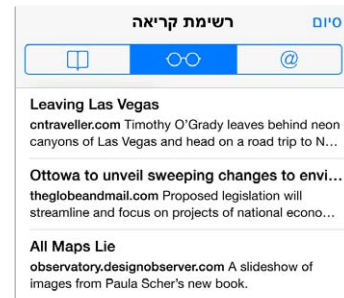 רשימת קריאה
סיום
@
Leaving Las Vegas
cntraveller.com Timothy O'Grady leaves behind neon
canyons of Las Vegas and head on a road trip to N...
Ottowa to unveil sweeping changes to envi...
theglobeandmail.com Proposed legislation will
streamline and focus on projects of national econo...
All Maps Lie
observatory.designobserver.com A slideshow of
images from Paula Scher's new book.